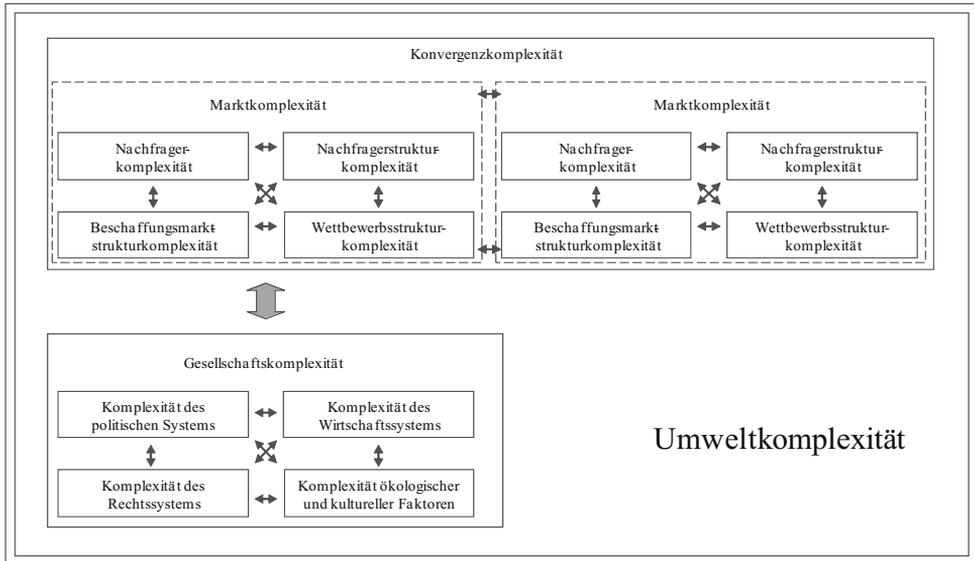 Konvergenzkomplexität
Marktkomplexität
Nachfrager-
komplexität
Nachfragerstruktur-
komplexität
Beschaffungsmarkt-
strukturkomplexität
Wettbewerbsstruktur-
komplexität
Marktkomplexität
Nachfrager-
komplexität
Nachfragerstruktur-
komplexität
Beschaffungsmarkt-
strukturkomplexität
Wettbewerbsstruktur-
komplexität
Gesellschaftskomplexität
Komplexität des
politischen Systems
Komplexität des
Wirtschaftssystems
Komplexität des
Rechtssystems
Komplexität ökologischer
und kultureller Faktoren
Umweltkomplexität